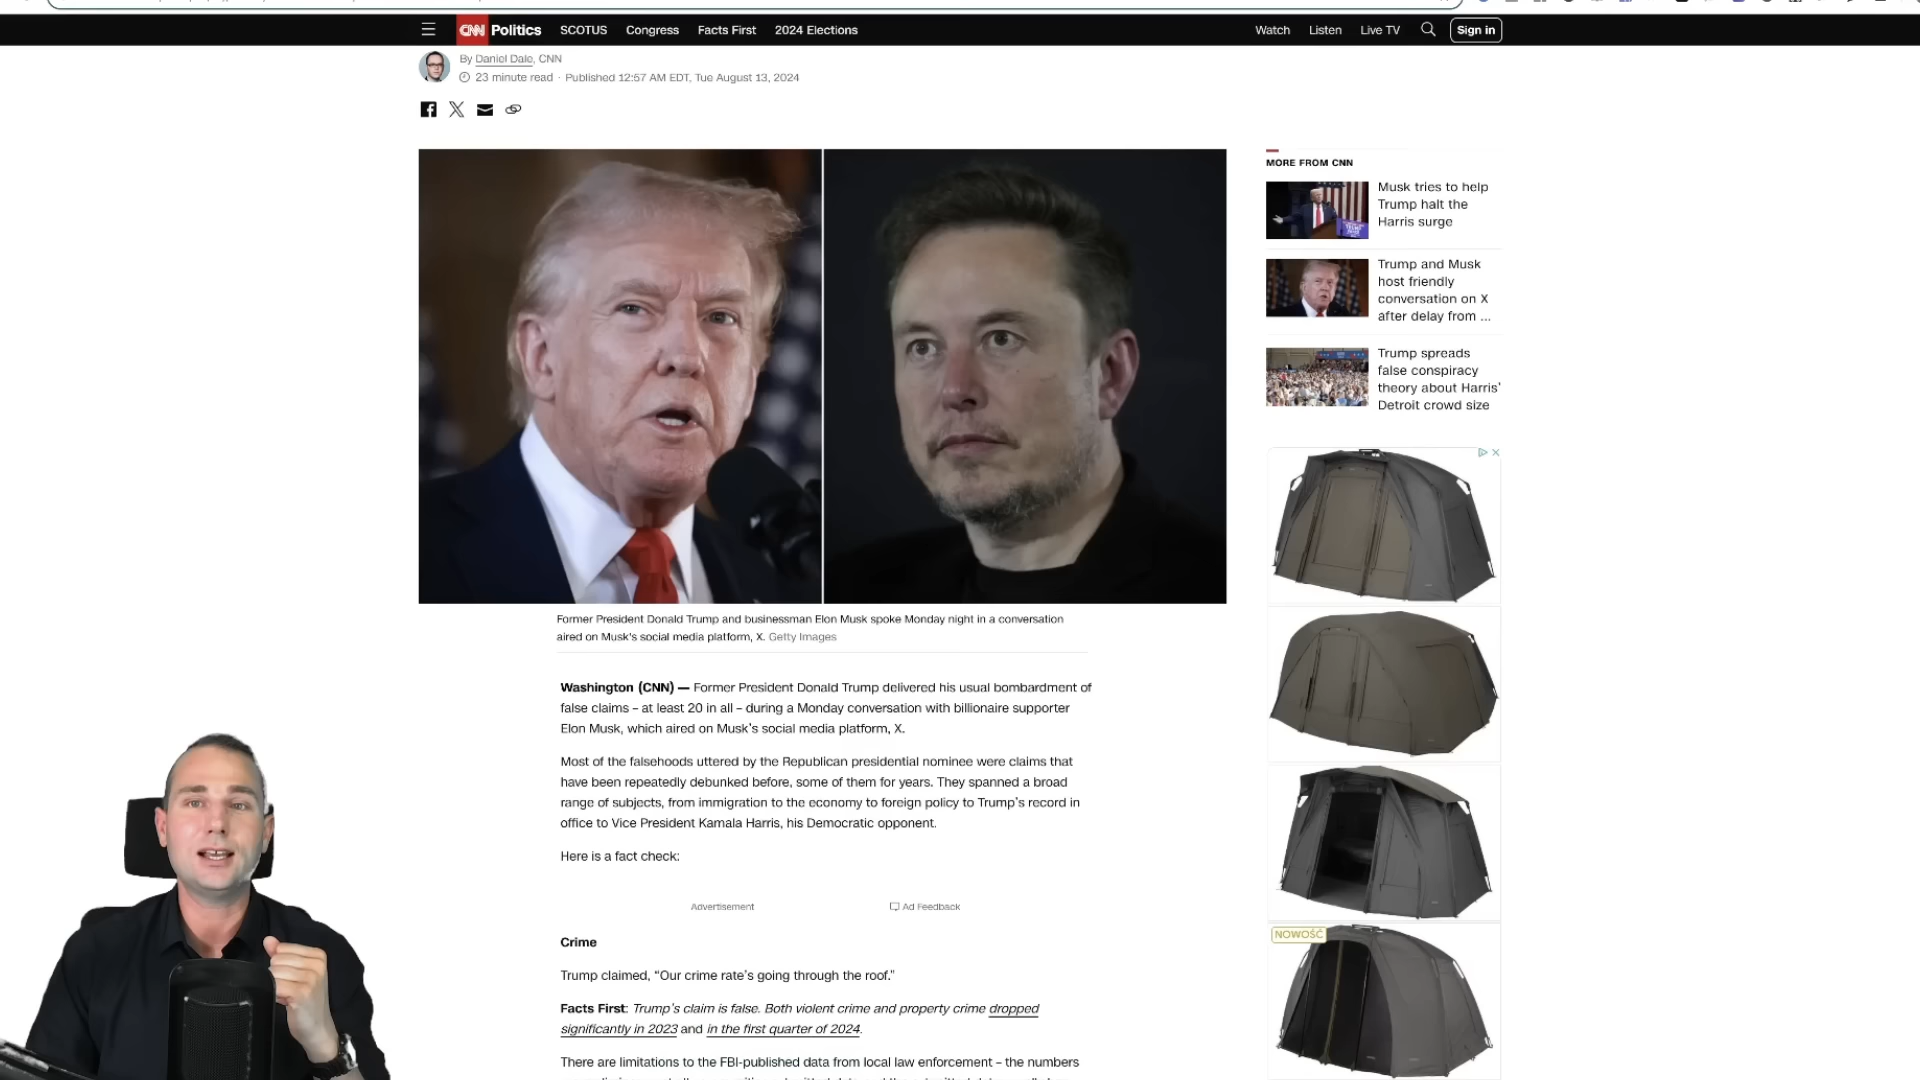 CNN Politics SCOTUS Congress Facts First 2024 Elections Watch Listen Live TV Sign in
By Daniel Dale, CNN
23 minute read · Published 12:57 AM EDT, Tue August 13, 2024
MORE FROM CNN
Musk tries to help
Trump halt the
Harris surge
Trump and Musk
host friendly
conversation on X
after delay from ...
Trump spreads
false conspiracy
theory about Harris’
Detroit crowd size
NOWOŚĆ
Former President Donald Trump and businessman Elon Musk spoke Monday night in a conversation
aired on Musk's social media platform, X. Getty Images
Washington (CNN) — Former President Donald Trump delivered his usual bombardment of
false claims – at least 20 in all – during a Monday conversation with billionaire supporter
Elon Musk, which aired on Musk’s social media platform, X.
Most of the falsehoods uttered by the Republican presidential nominee were claims that
have been repeatedly debunked before, some of them for years. They spanned a broad
range of subjects, from immigration to the economy to foreign policy to Trump’s record in
office to Vice President Kamala Harris, his Democratic opponent.
Here is a fact check:
Advertisement
Ad Feedback
Crime
Trump claimed, “Our crime rate’s going through the roof.”
Facts First: Trump’s claim is false. Both violent crime and property crime dropped
significantly in 2023 and in the first quarter of 2024.
There are limitations to the FBI-published data from local law enforcement – the numbers